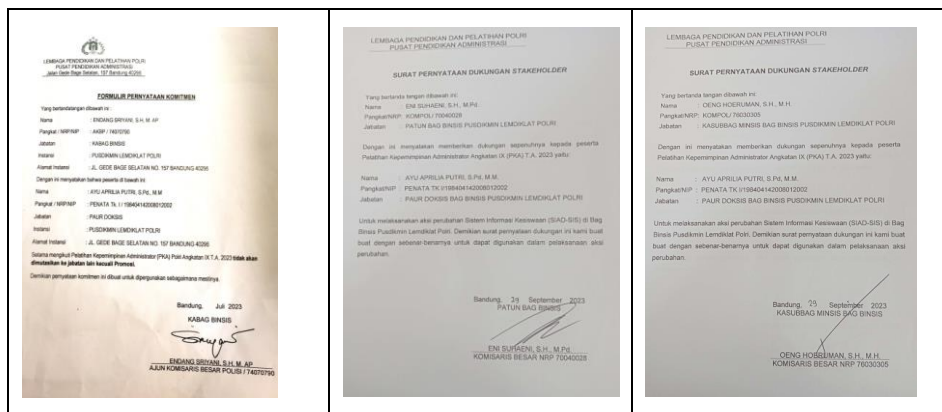 LEMBAGA PENDIDIKAN DAN PELATIHAN POLRI
PUSAT PENDIDIKAN ADMINISTRASI
Jalan Gede Bage Selatan, 157 Bandung 40295
FORMULIR PERNYATAAN KOMITMEN
Yang bertandatangan dibawah ini :
Nama : ENDANG SRIYANI, S.H, M. AP
Pangkat / NRP/NIP : AKBP / 74070790
Jabatan : KABAG BINSIS
Instansi : PUSDIKMIN LEMDIKLAT POLRI
Alamat Instansi : JL. GEDE BAGE SELATAN NO. 157 BANDUNG 40295
Dengan ini menyatakan bahwa peserta di bawah ini:
Nama : AYU APRILIA PUTRI, S.Pd., M.M
Pangkat / NRP/NIP : PENATA Tk. I / 198404142008012002
Jabatan : PAUR DOKSIS
Instansi : PUSDIKMIN LEMDIKLAT POLRI
Alamat Instansi : JL. GEDE BAGE SELATAN NO. 157 BANDUNG 40295
Selama mengikuti Pelatihan Kepemimpinan Administrator (PKA) Polri Angkatan IX T.A. 2023 tidak akan
dimutasikan ke jabatan lain kecuali Promosi.
Demikian pernyataan komitmen ini dibuat untuk dipergunakan sebagaimana mestinya.
Bandung, Juli 2023
KABAG BINSIS
ENDANG SRIYANI, S.H, M. AP
AJUN KOMISARIS BESAR POLISI / 74070790
LEMBAGA PENDIDIKAN DAN PELATIHAN POLRI
PUSAT PENDIDIKAN ADMINISTRASI
SURAT PERNYATAAN DUKUNGAN STAKEHOLDER
Yang bertanda tangan dibawah ini:
Nama : ENI SUHAENI, S.H., M.Pd.
Pangkat/NRP: KOMPOL/ 70040028
Jabatan : PATUN BAG BINSIS PUSDIKMIN LEMDIKLAT POLRI
Dengan ini menyatakan memberikan dukungan sepenuhnya kepada peserta
Pelatihan Kepemimpinan Administrator Angkatan IX (PKA) T.A. 2023 yaitu:
Nama : AYU APRILIA PUTRI, S.Pd, M.M
Pangkat/NIP : PENATA TK I/198404142008012002
Jabatan : PAUR DOKSIS BAG BINSIS PUSDIKMIN LEMDIKLAT POLRI
Untuk melaksanakan aksi perubahan Sistem Informasi Kesiswaan (SIAD-SIS) di Bag
Binsis Pusdikmin Lemdiklat Polri. Demikian surat pernyataan dukungan ini kami buat
buat dengan sebenar-benarnya untuk dapat digunakan dalam pelaksanaan aksi
perubahan.
Bandung, 29 September 2023
PATUN BAG BINSIS
ENI SUHAENI, S.H., M.Pd.
KOMISARIS BESAR NRP 70040028
LEMBAGA PENDIDIKAN DAN PELATIHAN POLRI
PUSAT PENDIDIKAN ADMINISTRASI
SURAT PERNYATAAN DUKUNGAN STAKEHOLDER
Yang bertanda tangan dibawah ini:
Nama : OENG HOERUMAN, S.H., M.H.
Pangkat/NRP: KOMPOL/ 76030305
Jabatan : KASUBBAG MINSIS BAG BINSIS PUSDIKMIN LEMDIKLAT POLRI
Dengan ini menyatakan memberikan dukungan sepenuhnya kepada peserta
Pelatihan Kepemimpinan Administrator Angkatan IX (PKA) T.A. 2023 yaitu:
Nama : AYU APRILIA PUTRI, S.Pd, M.M
Pangkat/NIP : PENATA TK I/198404142008012002
Jabatan : PAUR DOKSIS BAG BINSIS PUSDIKMIN LEMDIKLAT POLRI
Untuk melaksanakan aksi perubahan Sistem Informasi Kesiswaan (SIAD-SIS) di Bag
Binsis Pusdikmin Lemdiklat Polri. Demikian surat pernyataan dukungan ini kami buat
buat dengan sebenar-benarnya untuk dapat digunakan dalam pelaksanaan aksi
perubahan.
Bandung, 29 September 2023
KASUBBAG MINSIS BAG BINSIS
OENG HOERUMAN, S.H., M.H.
KOMISARIS BESAR NRP 76030305